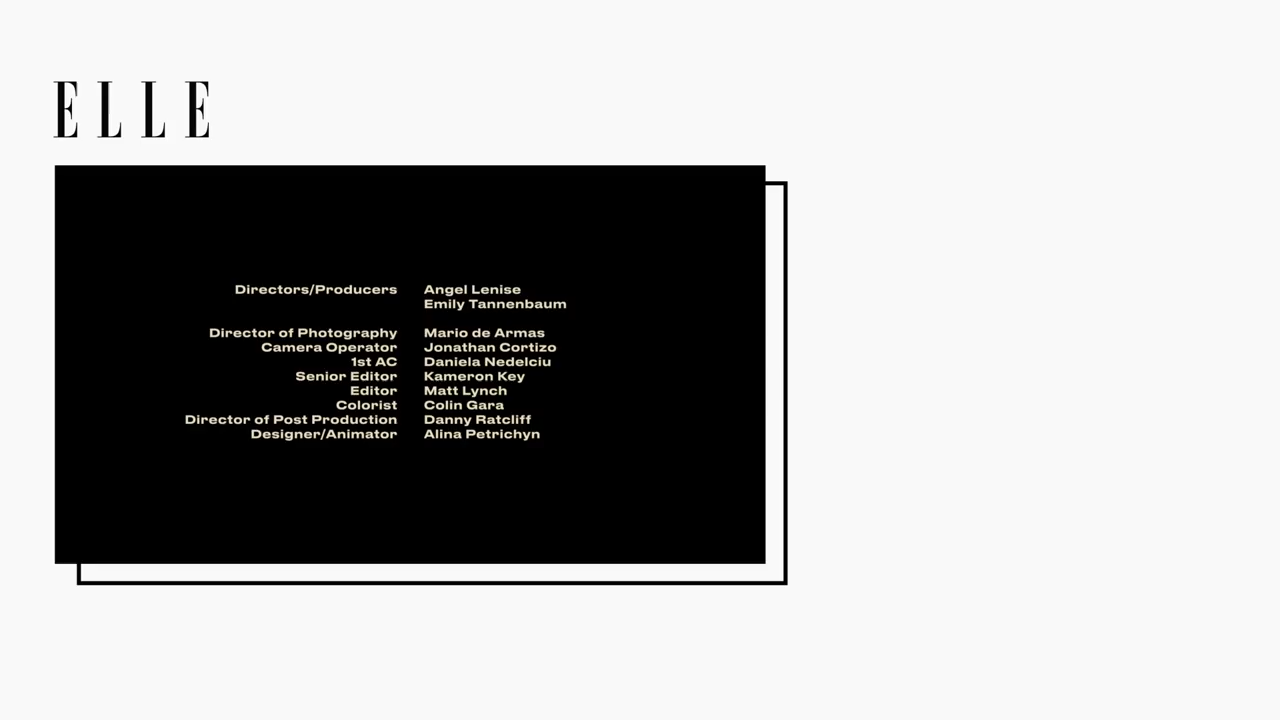 ELLE
Directors/Producers Angel Lenise
Emily Tannenbaum
Director of Photography Mario de Armas
Camera Operator Jonathan Cortizo
1st AC Daniela Nedelciu
Senior Editor Kameron Key
Editor Matt Lynch
Colorist Colin Gara
Director of Post Production Danny Ratcliff
Designer/Animator Alina Petrichyn